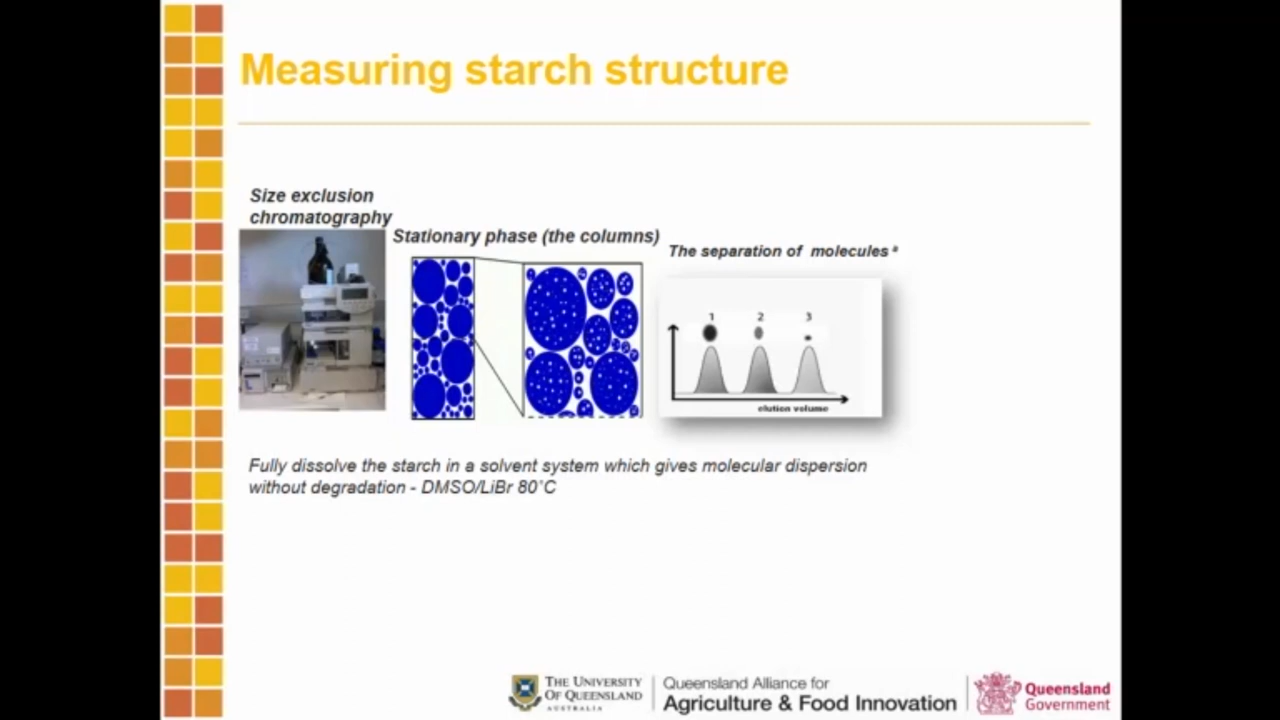 Measuring starch structure
Size exclusion
chromatography
Stationary phase (the columns)
The separation of molecules ª
1 2 3
elution volume
Fully dissolve the starch in a solvent system which gives molecular dispersion
without degradation - DMSO/LiBr 80°C
THE UNIVERSITY
OF QUEENSLAND
AUSTRALIA
Queensland Alliance for
Agriculture & Food Innovation
Queensland
Government